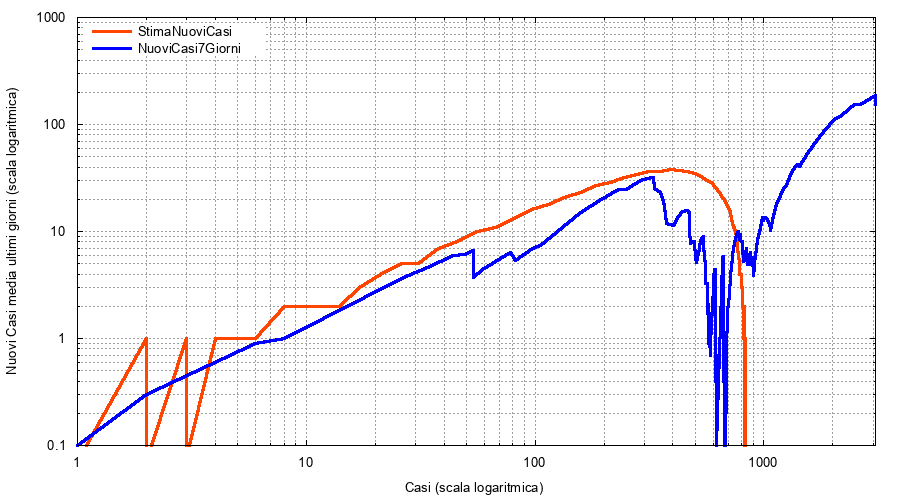 1000
100
10
1
0.1
1
10
100
1000
StimaNuoviCasi
NuoviCasi7Giorni
Nuovi Casi media ultimi giorni (scala logaritmica)
Casi (scala logaritmica)